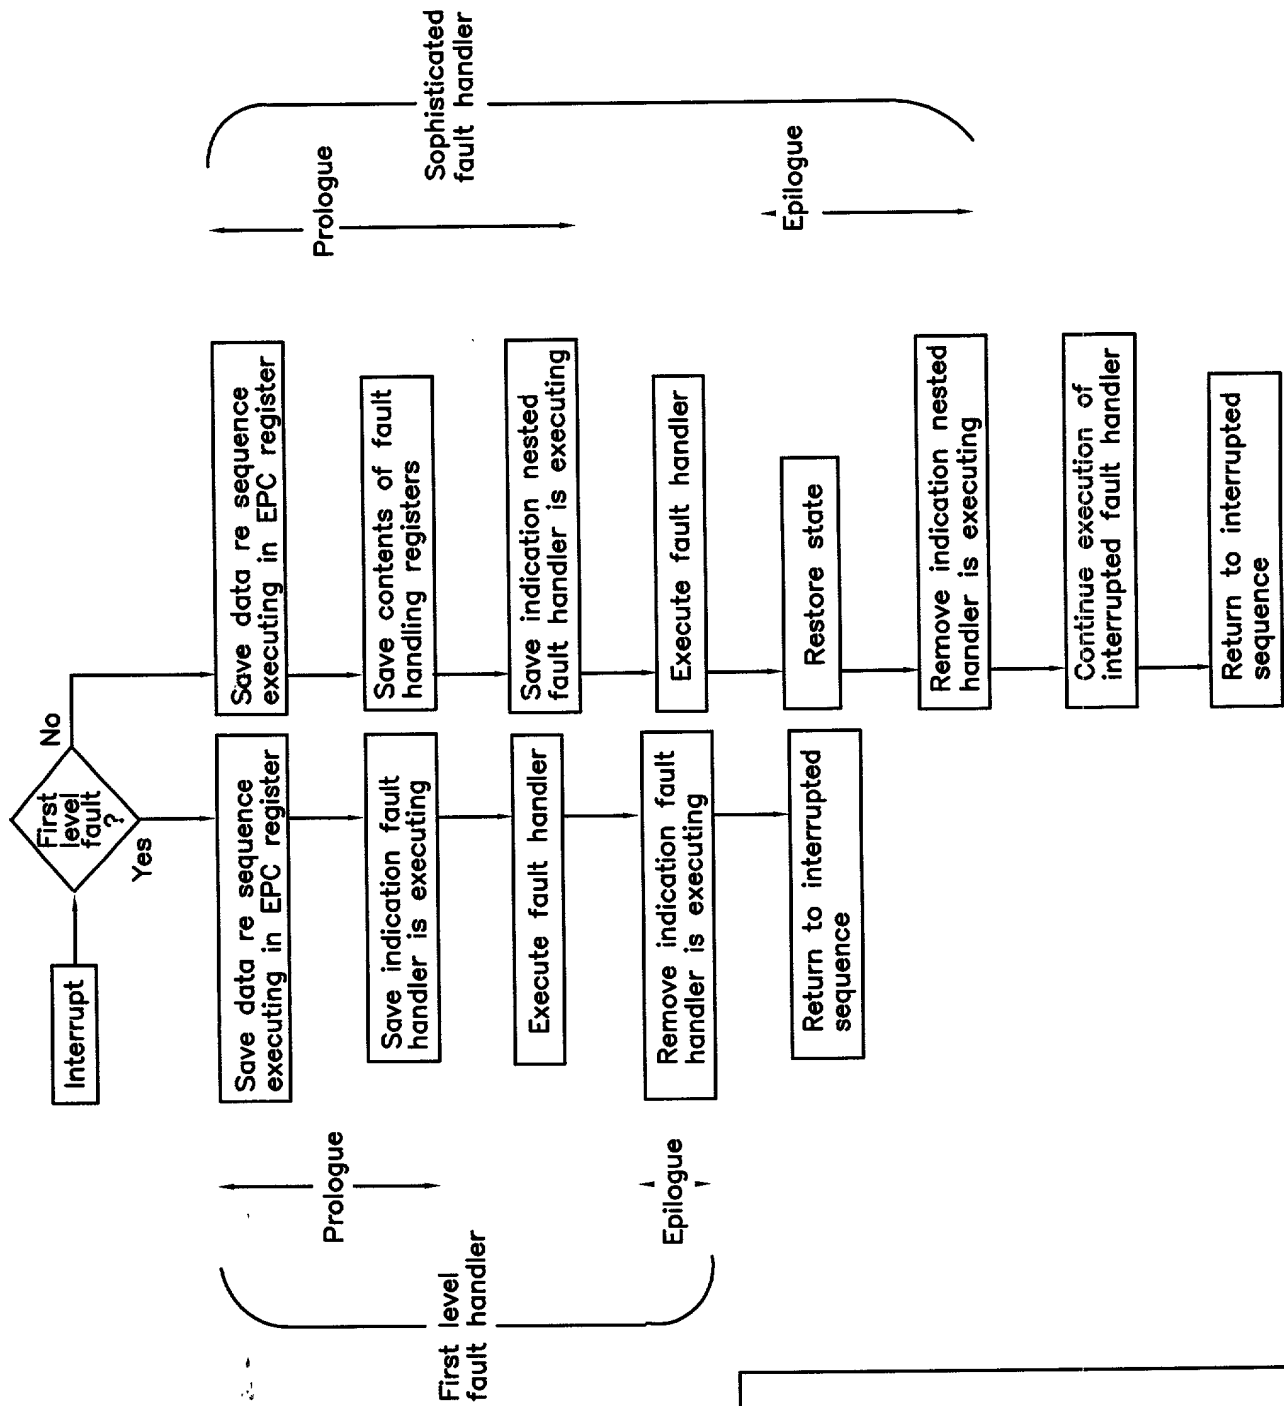 Interrupt
First
level
fault
?
Yes
No
First level
fault handler
Prologue
Epilogue
Save data re sequence
executing in EPC register
Save indication fault
handler is executing
Execute fault handler
Remove indication fault
handler is executing
Return to interrupted
sequence
Save data re sequence
executing in EPC register
Save contents of fault
handling registers
Save indication nested
fault handler is executing
Execute fault handler
Restore state
Remove indication nested
handler is executing
Continue execution of
interrupted fault handler
Return to interrupted
sequence
Prologue
Epilogue
Sophisticated
fault handler